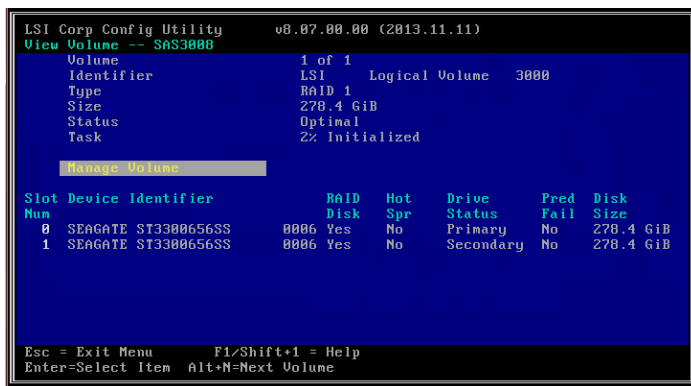 LSI Corp Config Utility v8.07.00.00 (2013.11.11)
View Volume -- SAS3008
Volume 1 of 1
Identifier LSI Logical Volume 3000
Type RAID 1
Size 278.4 GiB
Status Optimal
Task 2% Initialized
Manage Volume
Slot Device Identifier RAID Hot Drive Pred Disk
Num Disk Spr Status Fail Size
0 SEAGATE ST3300656SS 0006 Yes No Primary No 278.4 GiB
1 SEAGATE ST3300656SS 0006 Yes No Secondary No 278.4 GiB
Esc = Exit Menu F1/Shift+1 = Help
Enter=Select Item Alt+N=Next Volume